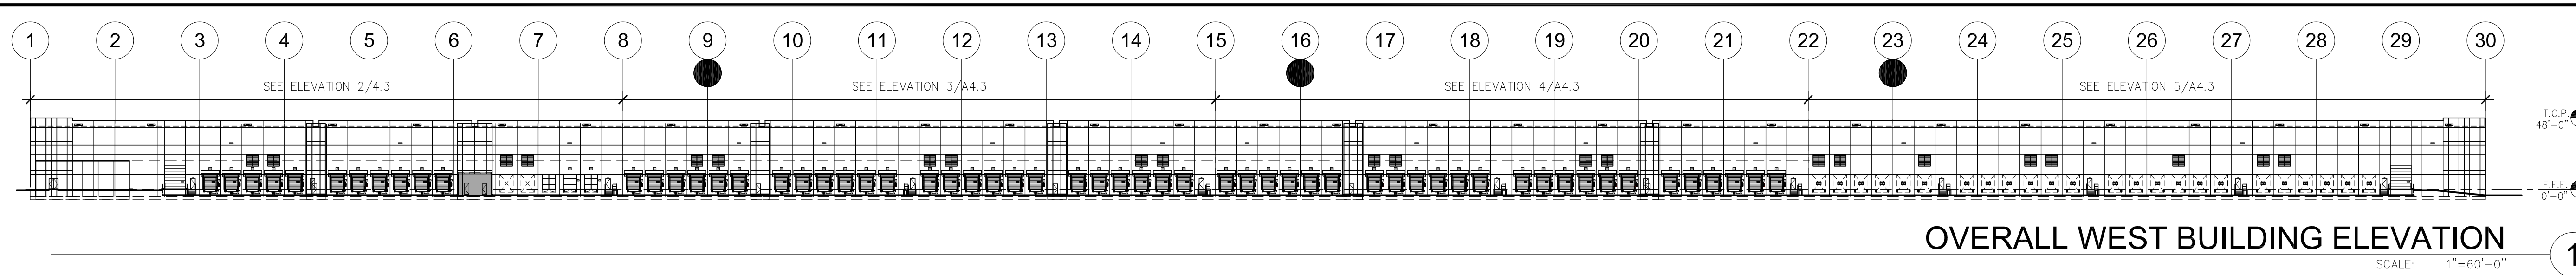 1 2 3 4 5 6 7 8 9 10 11 12 13 14 15 16 17 18 19 20 21 22 23 24 25 26 27 28 29 30
SEE ELEVATION 2/4.3 SEE ELEVATION 3/A4.3 SEE ELEVATION 4/A4.3 SEE ELEVATION 5/A4.3
T.O.P.
48'-0"
F.F.E.
0'-0"
OVERALL WEST BUILDING ELEVATION 1
SCALE: 1"=60'-0"